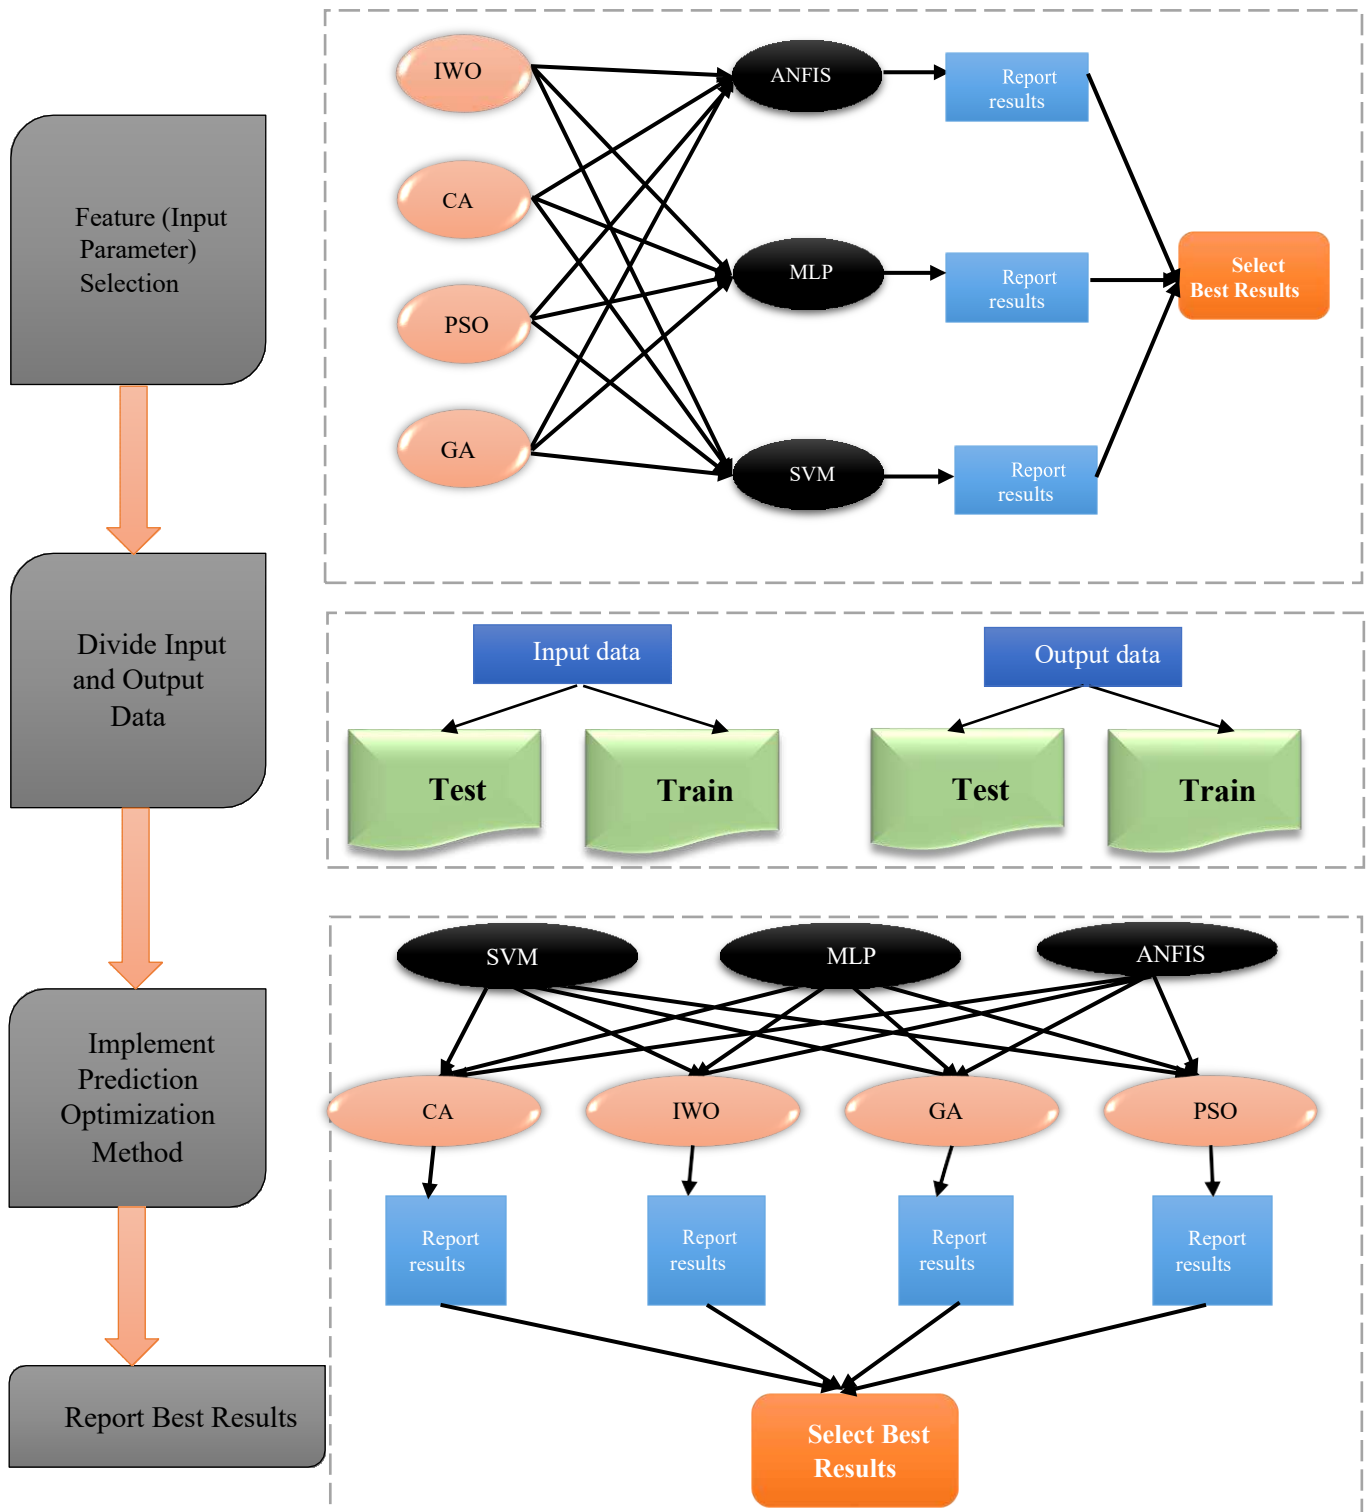 Feature (Input
Parameter)
Selection
IWO
CA
PSO
GA
ANFIS
MLP
SVM
Report
results
Report
results
Report
results
Select
Best Results
Divide Input
and Output
Data
Input data
Output data
Test
Train
Test
Train
Implement
Prediction
Optimization
Method
SVM
MLP
ANFIS
CA
IWO
GA
PSO
Report
results
Report
results
Report
results
Report
results
Report Best Results
Select Best
Results